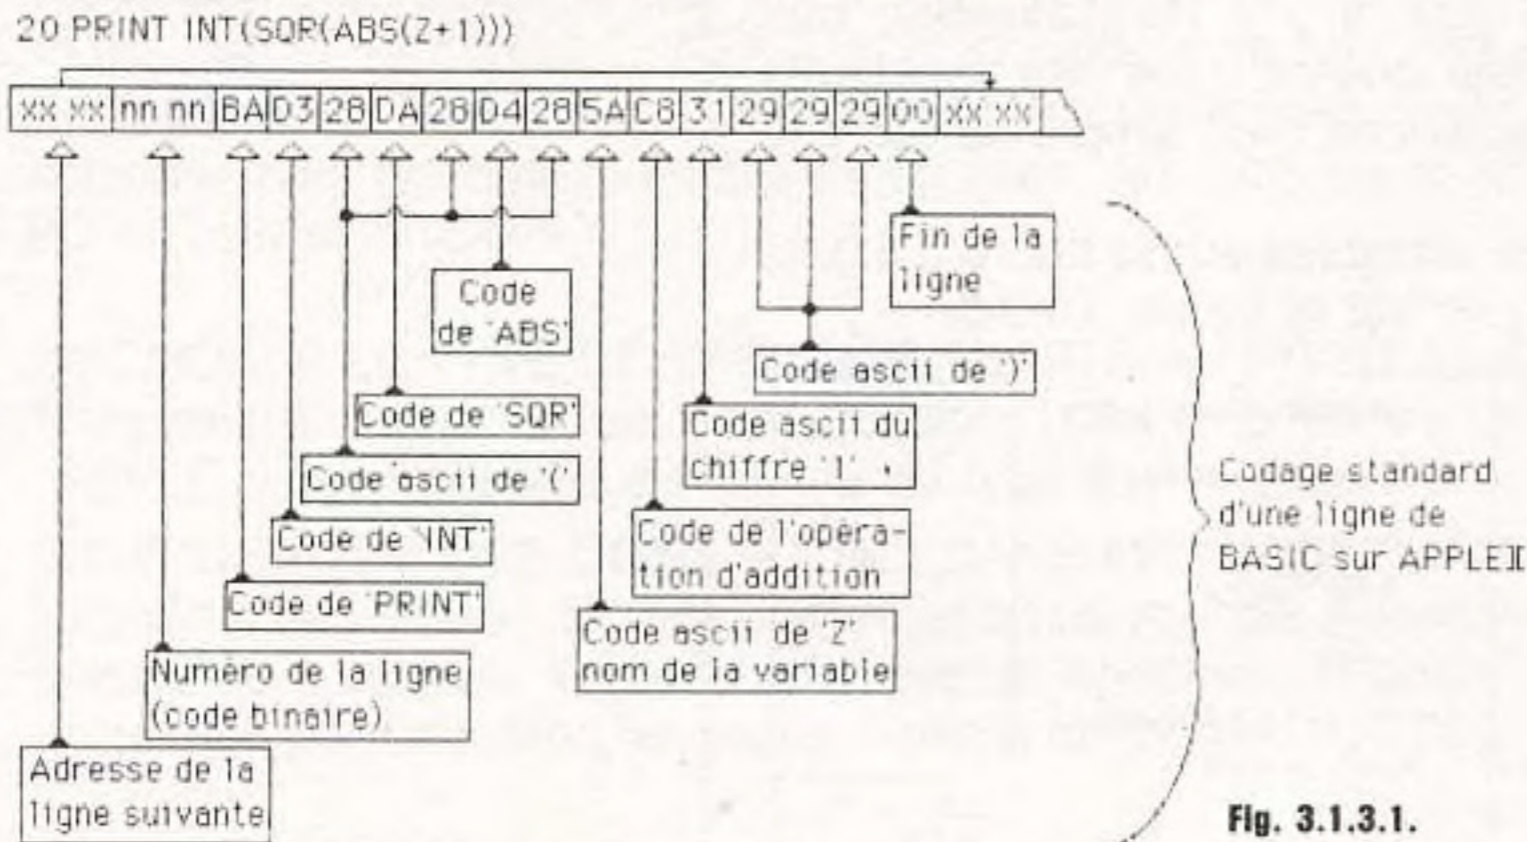 20 PRINT INT(SQR(ABS(Z+1)))
xx xx nn nn BA D3 28 DA 28 D4 28 5A C8 31 29 29 29 00 xx xx
Fin de la
ligne
Code
de 'ABS'
Code ascii de ')'
Code de 'SQR'
Code ascii du
chiffre '1'
Code ascii de '('
Codage standard
d'une ligne de
BASIC sur APPLE II
Code de 'INT'
Code de l'opéra-
tion d'addition
Code de 'PRINT'
Code ascii de 'Z'
nom de la variable
Numéro de la ligne
(code binaire)
Adresse de la
ligne suivante
Fig. 3.1.3.1.